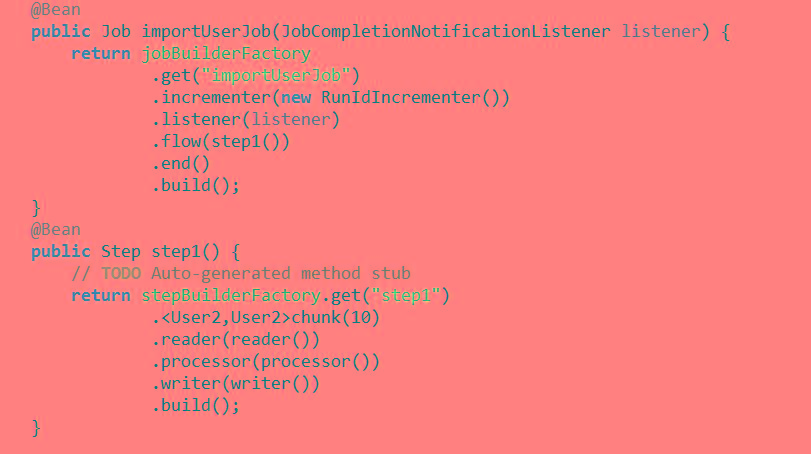 @Bean
public Job importUserJob(JobCompletionNotificationListener listener) {
return jobBuilderFactory
.get("importUserJob")
.incrementer(new RunIdIncrementer())
.listener(listener)
.flow(step1())
.end()
.build();
}
@Bean
public Step step1() {
// TODO Auto-generated method stub
return stepBuilderFactory.get("step1")
.<User2,User2>chunk(10)
.reader(reader())
.processor(processor())
.writer(writer())
.build();
}